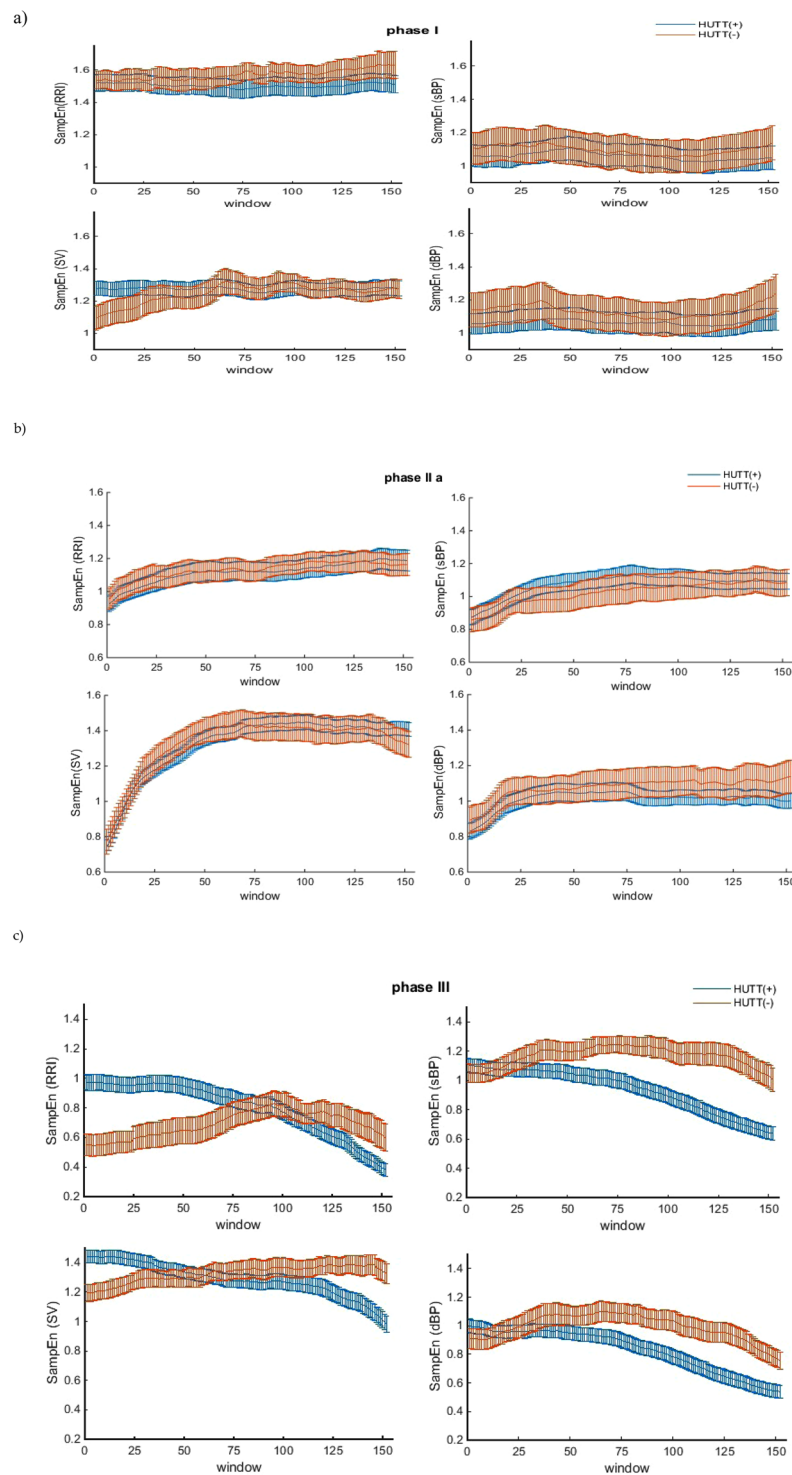 a)
phase I
HUTT(+)
HUTT(-)
SampEn(RRI)
1.6
1.4
1.2
1
0 25 50 75 100 125 150
window
SampEn (sBP)
1.6
1.4
1.2
1
0 25 50 75 100 125 150
window
SampEn (SV)
1.6
1.4
1.2
1
0 25 50 75 100 125 150
window
SampEn (dBP)
1.6
1.4
1.2
1
0 25 50 75 100 125 150
window
b)
phase II a
HUTT(+)
HUTT(-)
SampEn (RRI)
1.6
1.4
1.2
1
0.8
0.6
0 25 50 75 100 125 150
window
SampEn (sBP)
1.6
1.4
1.2
1
0.8
0.6
0 25 50 75 100 125 150
window
SampEn(SV)
1.6
1.4
1.2
1
0.8
0.6
0 25 50 75 100 125 150
window
SampEn(dBP)
1.6
1.4
1.2
1
0.8
0.6
0 25 50 75 100 125 150
window
c)
phase III
HUTT(+)
HUTT(-)
SampEn (RRI)
1.4
1.2
1
0.8
0.6
0.4
0.2
0 25 50 75 100 125 150
window
SampEn (sBP)
1.4
1.2
1
0.8
0.6
0.4
0.2
0 25 50 75 100 125 150
window
SampEn (SV)
1.4
1.2
1
0.8
0.6
0.4
0.2
0 25 50 75 100 125 150
window
SampEn (dBP)
1.4
1.2
1
0.8
0.6
0.4
0.2
0 25 50 75 100 125 150
window